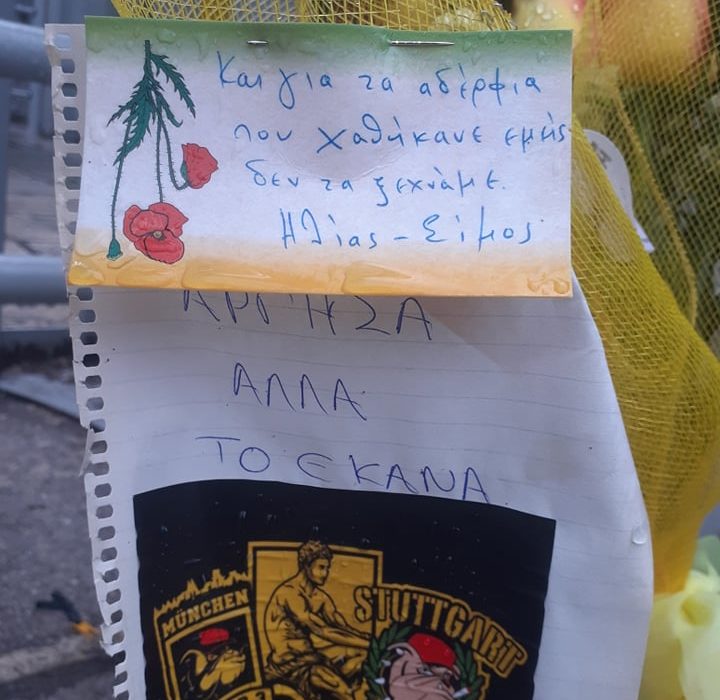 Και για τα αδέρφια
που χαθήκανε εμείς
δεν τα ξεχνάμε.
Ηλίας - Σίμος
ΑΡΓΗΣΑ
ΑΛΛΑ
ΤΟ ΕΚΑΝΑ
MÜNCHEN
STUTTGART